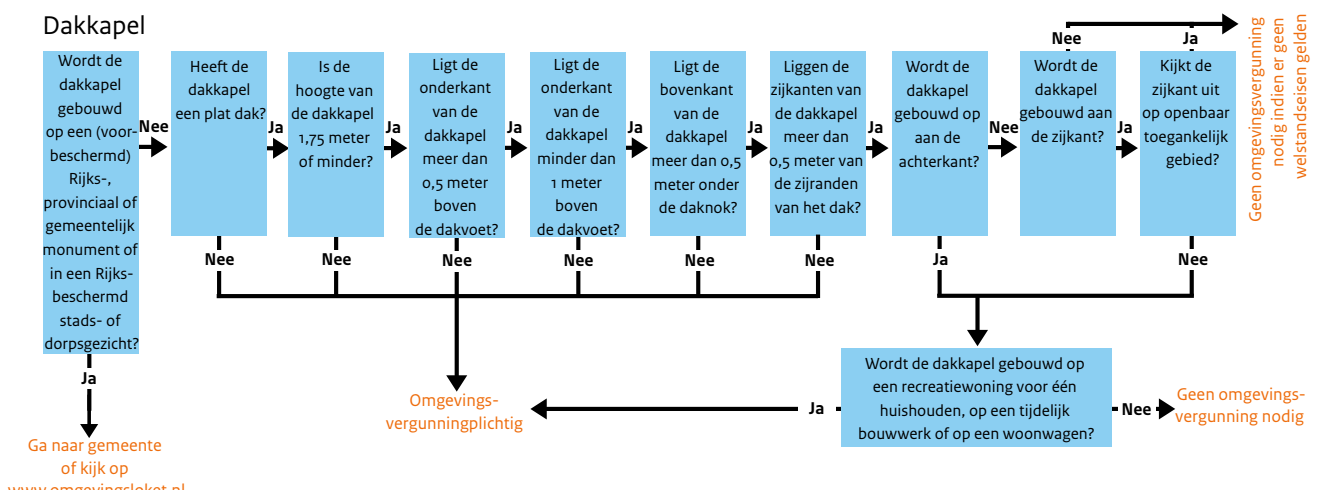 Dakkapel
Wordt de
dakkapel
gebouwd
op een (voor-
beschermd)
Rijks-,
provinciaal of
gemeentelijk
monument of
in een Rijks-
beschermd
stads- of
dorpsgezicht?
Nee
Ja
Ga naar gemeente
of kijk op
www.omgevingsloket.nl
Heeft de
dakkapel
een plat dak?
Ja
Nee
Is de
hoogte van
de dakkapel
1,75 meter
of minder?
Ja
Nee
Ligt de
onderkant
van de
dakkapel
meer dan
0,5 meter
boven
de dakvoet?
Ja
Nee
Ligt de
onderkant
van de
dakkapel
minder dan
1 meter
boven
de dakvoet?
Ja
Nee
Ligt de
bovenkant
van de
dakkapel
meer dan 0,5
meter onder
de daknok?
Ja
Nee
Liggen de
zijkanten van
de dakkapel
meer dan
0,5 meter van
de zijranden
van het dak?
Ja
Nee
Wordt de
dakkapel
gebouwd op
aan de
achterkant?
Nee
Ja
Wordt de
dakkapel
gebouwd aan
de zijkant?
Nee
Ja
Kijkt de
zijkant uit
op openbaar
toegankelijk
gebied?
Ja
Nee
Geen omgevingsvergunning
nodig indien er geen
welstandseisen gelden
Wordt de dakkapel gebouwd op
een recreatiewoning voor één
huishouden, op een tijdelijk
bouwwerk of op een woonwagen?
Ja
Omgevings-
vergunningplichtig
Nee
Geen omgevings-
vergunning nodig